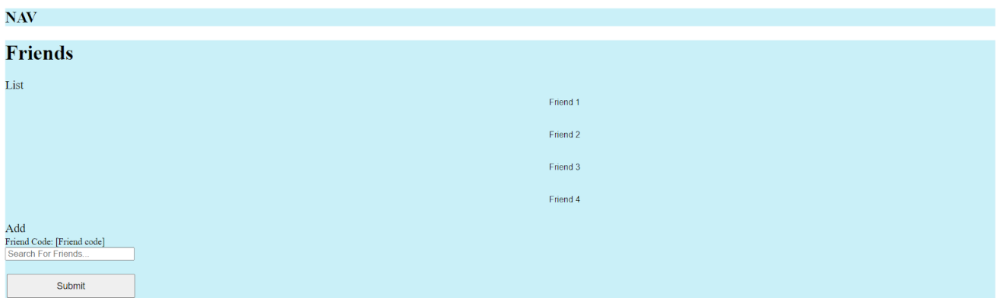 NAV
Friends
List
Friend 1
Friend 2
Friend 3
Friend 4
Add
Friend Code: [Friend code]
Search For Friends...
Submit